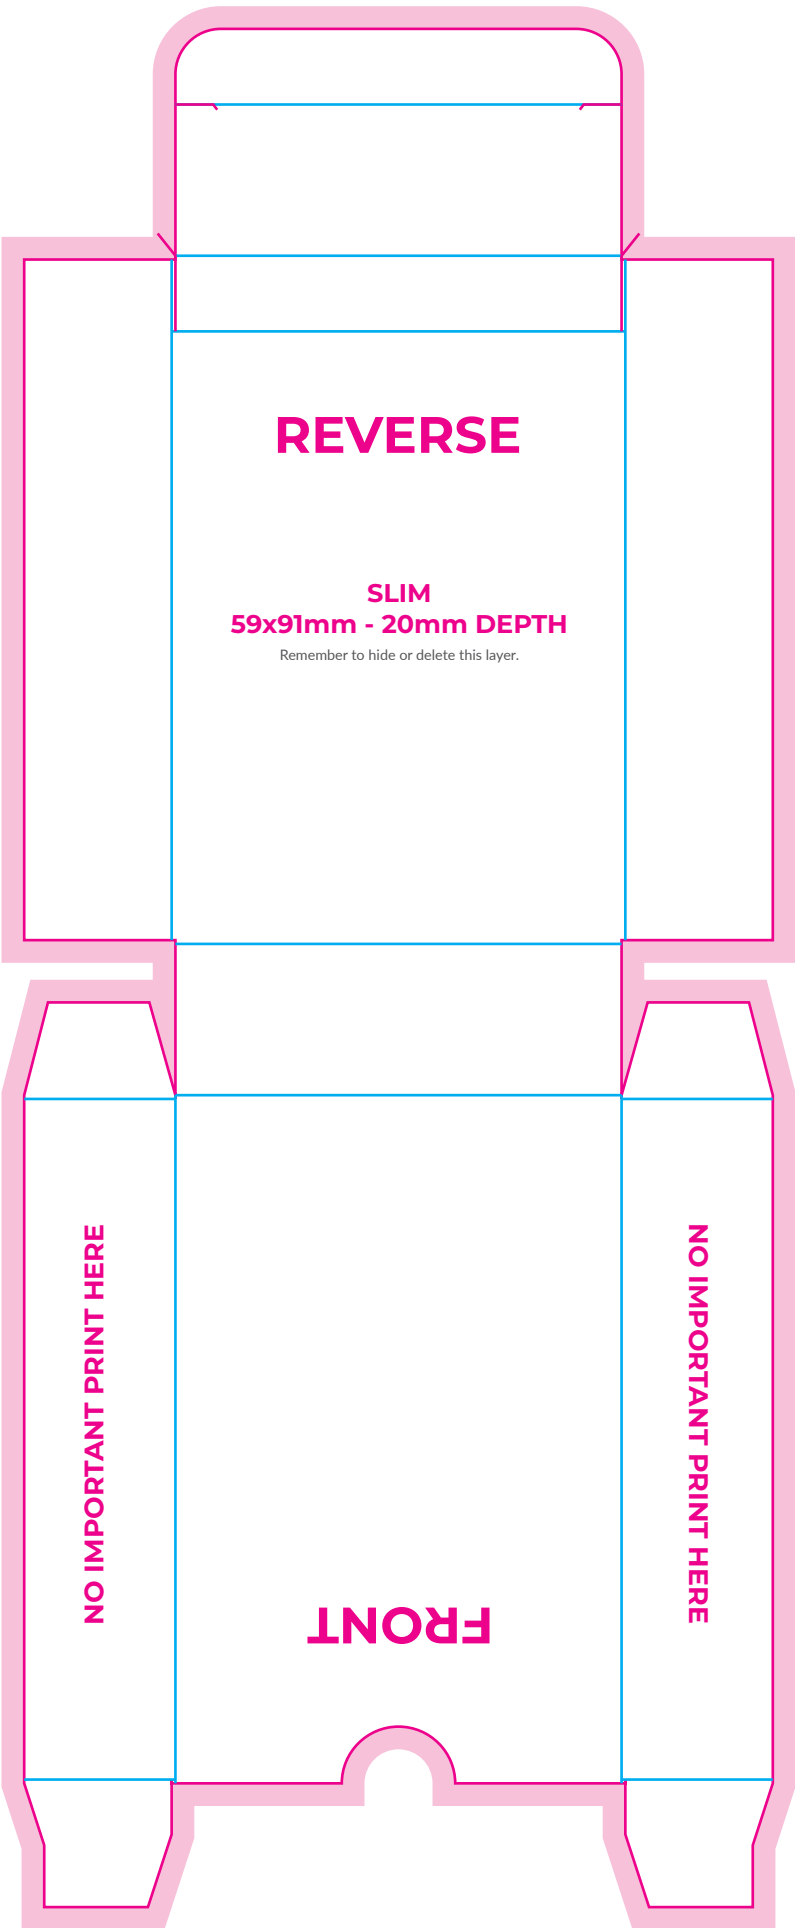 REVERSE
SLIM
59x91mm - 20mm DEPTH
Remember to hide or delete this layer.
NO IMPORTANT PRINT HERE
NO IMPORTANT PRINT HERE
FRONT